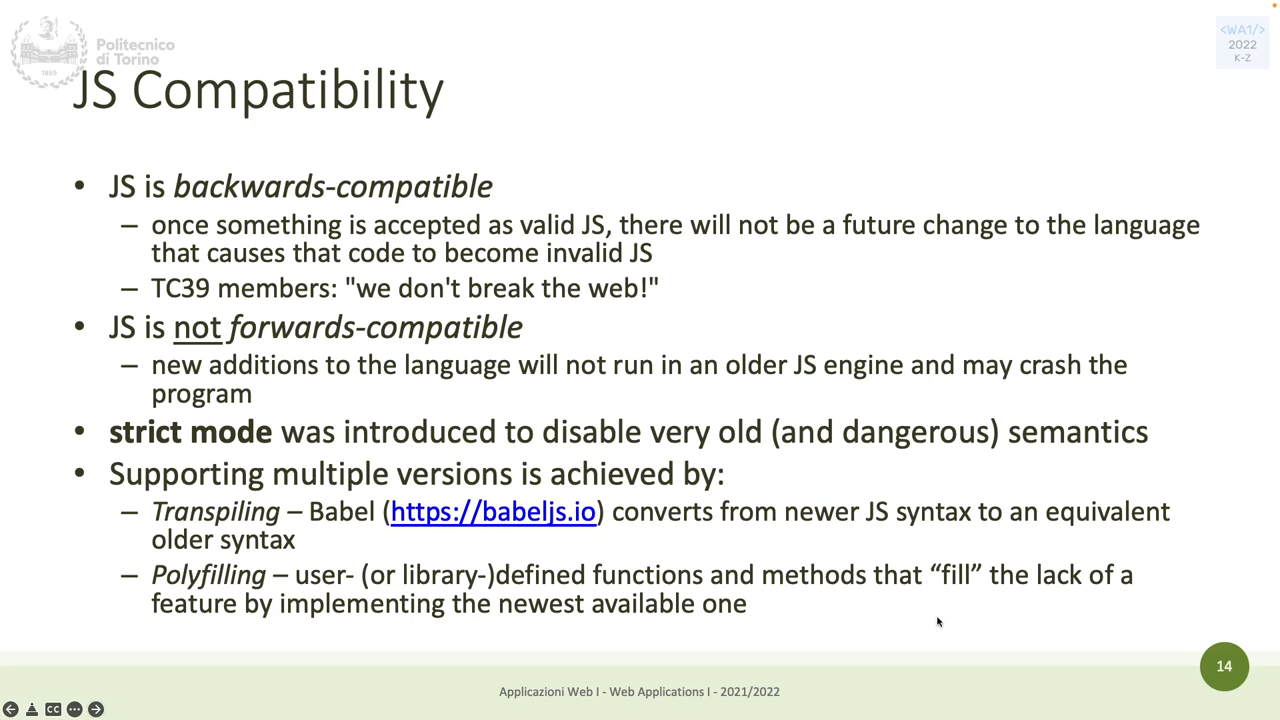 Politecnico
di Torino
1859
<WA1/>
2022
K-Z
JS Compatibility
• JS is backwards-compatible
– once something is accepted as valid JS, there will not be a future change to the language
that causes that code to become invalid JS
– TC39 members: "we don't break the web!"
• JS is not forwards-compatible
– new additions to the language will not run in an older JS engine and may crash the
program
• strict mode was introduced to disable very old (and dangerous) semantics
• Supporting multiple versions is achieved by:
– Transpiling – Babel (https://babeljs.io) converts from newer JS syntax to an equivalent
older syntax
– Polyfilling – user- (or library-)defined functions and methods that “fill” the lack of a
feature by implementing the newest available one
14
Applicazioni Web I - Web Applications I - 2021/2022
CC